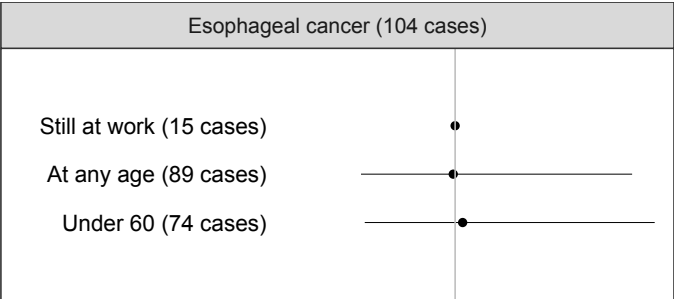 Esophageal cancer (104 cases)
Still at work (15 cases)
At any age (89 cases)
Under 60 (74 cases)